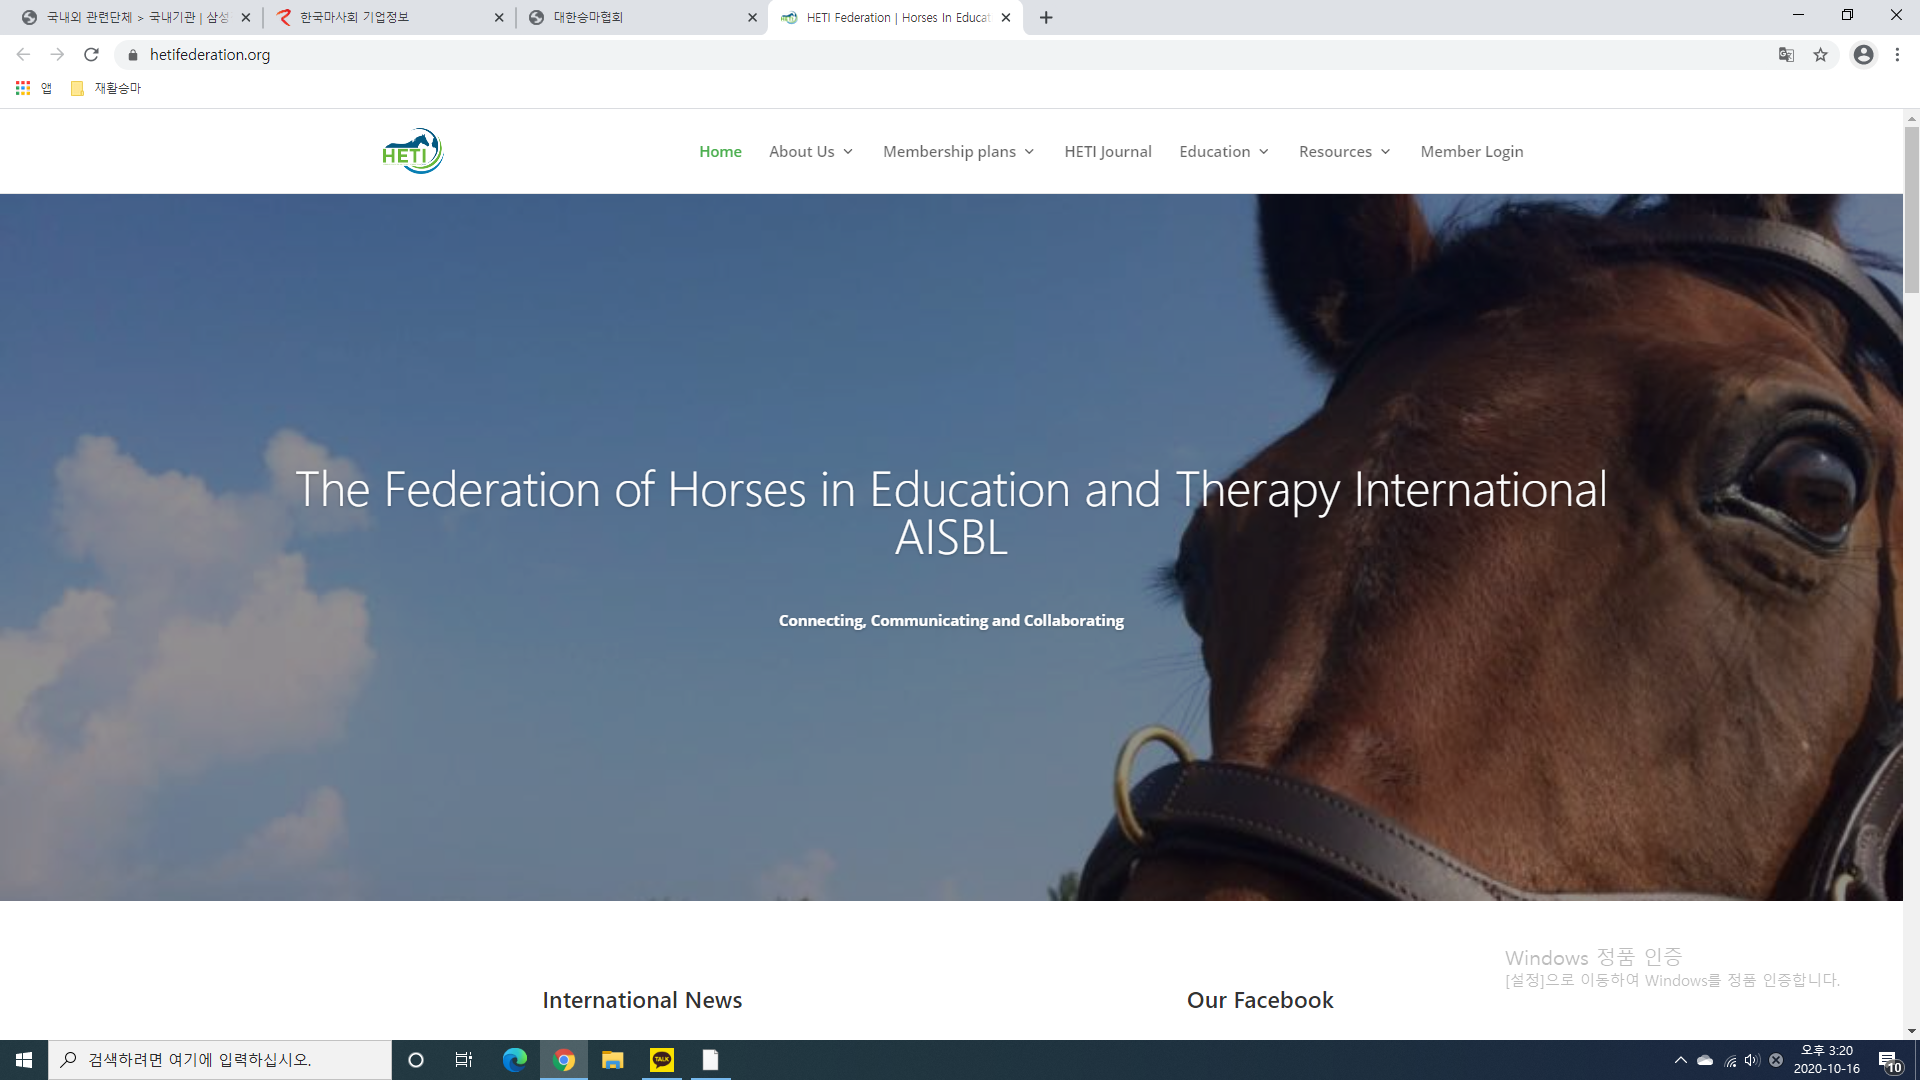 국내외 관련단체 > 국내기관 | 삼성
한국마사회 기업정보
대한승마협회
HETI Federation | Horses In Educat
hetifederation.org
앱
재활승마
HETI
Home
About Us
Membership plans
HETI Journal
Education
Resources
Member Login
The Federation of Horses in Education and Therapy International
AISBL
Connecting, Communicating and Collaborating
International News
Our Facebook
Windows 정품 인증
[설정]으로 이동하여 Windows를 정품 인증합니다.
검색하려면 여기에 입력하십시오.
TALK
오후 3:20
2020-10-16
10